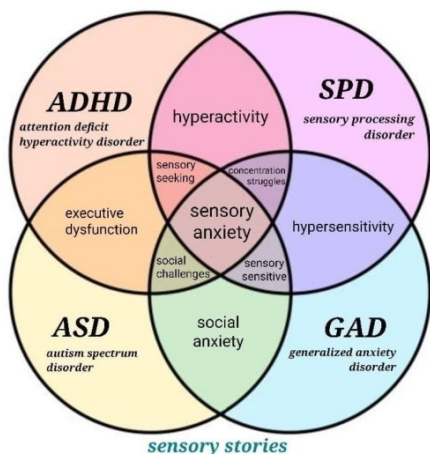 ADHD
attention deficit
hyperactivity disorder
hyperactivity
SPD
sensory processing
disorder
sensory
seeking
concentration
struggles
executive
dysfunction
sensory
anxiety
hypersensitivity
social
challenges
sensory
sensitive
ASD
autism spectrum
disorder
social
anxiety
GAD
generalized anxiety
disorder
sensory stories